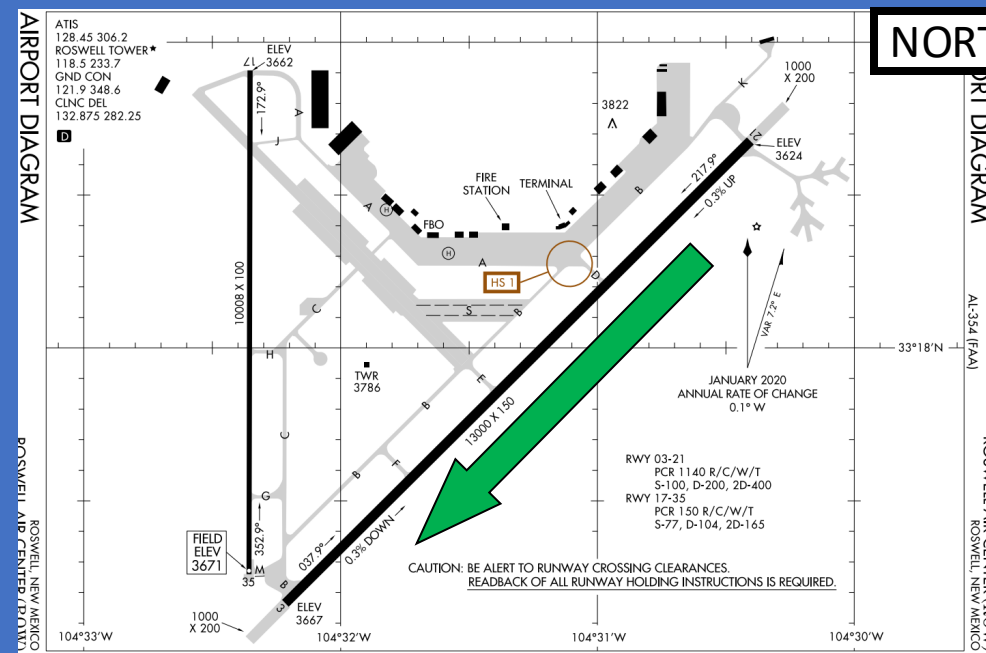 AIRPORT DIAGRAM
ATIS
128.45 306.2
ROSWELL TOWER★
118.5 233.7
GND CON
121.9 348.6
CLNC DEL
132.875 282.25
D
NORT
ELEV
3662
17
172.9°
A
J
3822
1000
X 200
K
21
ELEV
3624
217.9°
0.3% UP
B
FIRE
STATION
TERMINAL
A
H
FBO
H
A
HS 1
D
S
B
10008 X 100
C
H
TWR
3786
E
13000 X 150
B
C
F
B
G
VAR 7.2° E
JANUARY 2020
ANNUAL RATE OF CHANGE
0.1° W
33°18'N
AL-354 (FAA)
RWY 03-21
PCR 1140 R/C/W/T
S-100, D-200, 2D-400
RWY 17-35
PCR 150 R/C/W/T
S-77, D-104, 2D-165
FIELD
ELEV
3671
352.9°
M
35
037.9°
0.3% DOWN
B
3
ELEV
3667
1000
X 200
CAUTION: BE ALERT TO RUNWAY CROSSING CLEARANCES.
READBACK OF ALL RUNWAY HOLDING INSTRUCTIONS IS REQUIRED.
104°33'W
104°32'W
104°31'W
104°30'W
ROSWELL, NEW MEXICO
ROSWELL AIR CENTER (ROW)
ORT DIAGRAM
ROSWELL, NEW MEXICO